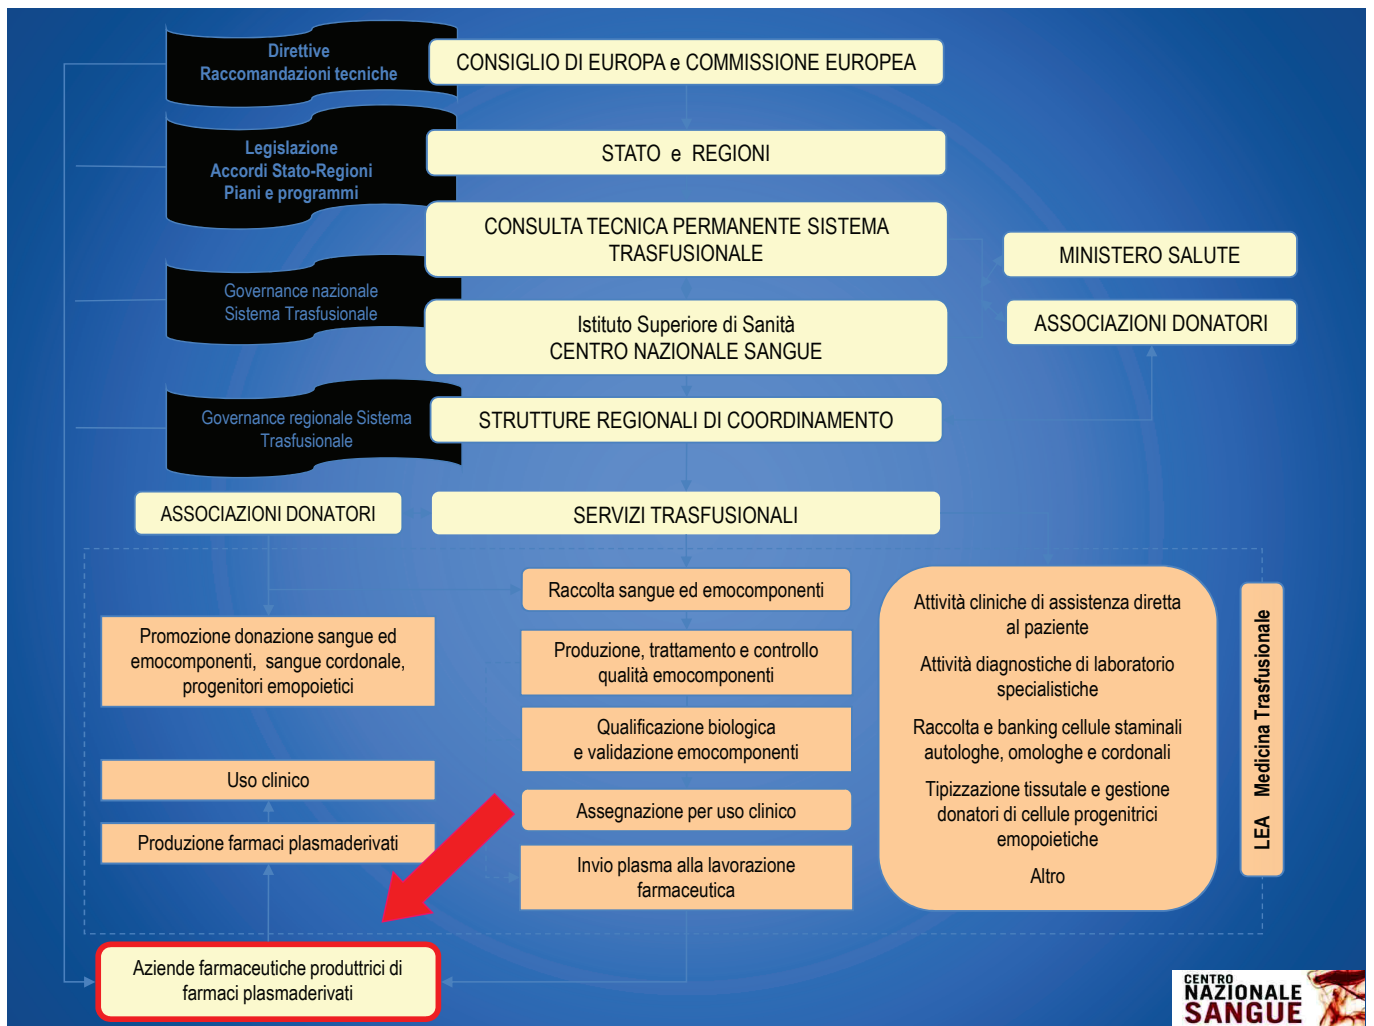 Direttive
Raccomandazioni tecniche
CONSIGLIO DI EUROPA e COMMISSIONE EUROPEA
Legislazione
Accordi Stato-Regioni
Piani e programmi
STATO e REGIONI
CONSULTA TECNICA PERMANENTE SISTEMA
TRASFUSIONALE
MINISTERO SALUTE
Governance nazionale
Sistema Trasfusionale
Istituto Superiore di Sanità
CENTRO NAZIONALE SANGUE
ASSOCIAZIONI DONATORI
Governance regionale Sistema
Trasfusionale
STRUTTURE REGIONALI DI COORDINAMENTO
ASSOCIAZIONI DONATORI
SERVIZI TRASFUSIONALI
Promozione donazione sangue ed
emocomponenti, sangue cordonale,
progenitori emopoietici
Uso clinico
Produzione farmaci plasmaderivati
Raccolta sangue ed emocomponenti
Produzione, trattamento e controllo
qualità emocomponenti
Qualificazione biologica
e validazione emocomponenti
Assegnazione per uso clinico
Invio plasma alla lavorazione
farmaceutica
Attività cliniche di assistenza diretta
al paziente
Attività diagnostiche di laboratorio
specialistiche
Raccolta e banking cellule staminali
autologhe, omologhe e cordonali
Tipizzazione tissutale e gestione
donatori di cellule progenitrici
emopoietiche
Altro
LEA Medicina Trasfusionale
Aziende farmaceutiche produttrici di
farmaci plasmaderivati
CENTRO
NAZIONALE
SANGUE